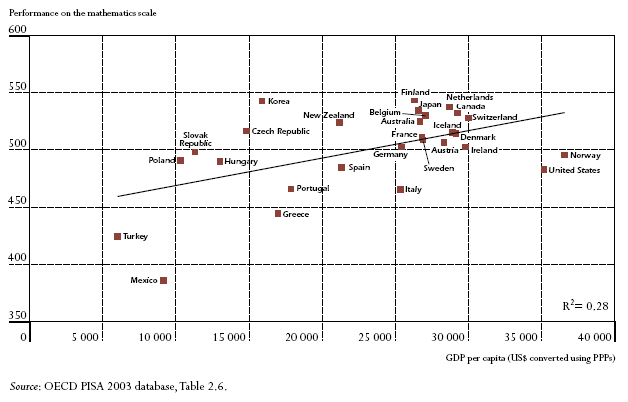 Performance on the mathematics scale
600
550
Finland
Netherlands
Japan
Canada
Korea
New Zealand
Belgium
Switzerland
Australia
Iceland
Slovak
Republic
Czech Republic
France
Denmark
500
Austria
Ireland
Poland
Hungary
Germany
Norway
Spain
Sweden
United States
Portugal
Italy
450
Greece
Turkey
400
Mexico
R²= 0.28
350
0 5 000 10 000 15 000 20 000 25 000 30 000 35 000 40 000
GDP per capita (US$ converted using PPPs)
Source: OECD PISA 2003 database, Table 2.6.